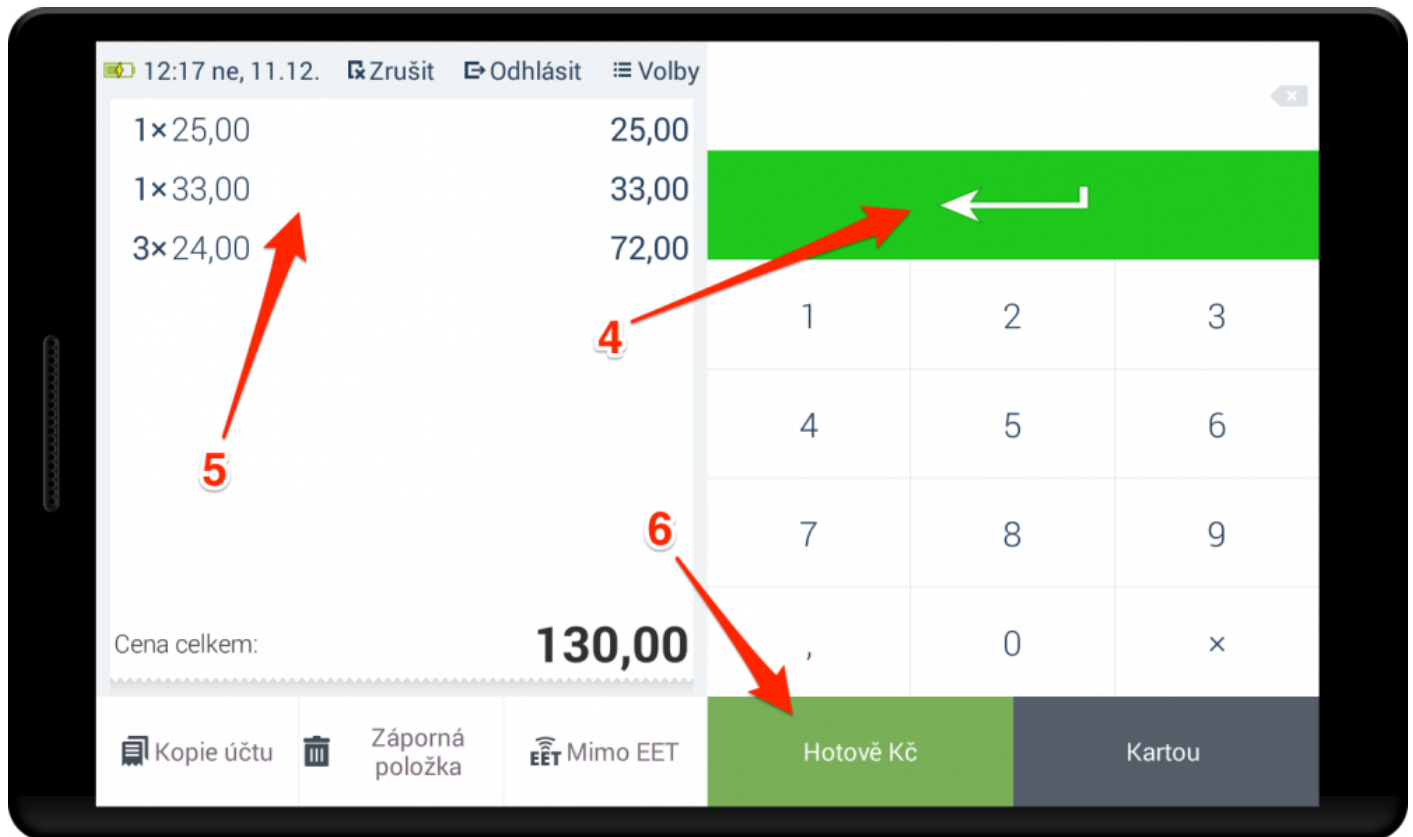 12:17 ne, 11.12. Zrušit Odhlásit Volby
1×25,00 25,00
1×33,00 33,00
3×24,00 72,00
4
5
6
Cena celkem: 130,00
1 2 3
4 5 6
7 8 9
, 0 ×
Kopie účtu
Záporná
položka
EET Mimo EET
Hotově Kč
Kartou